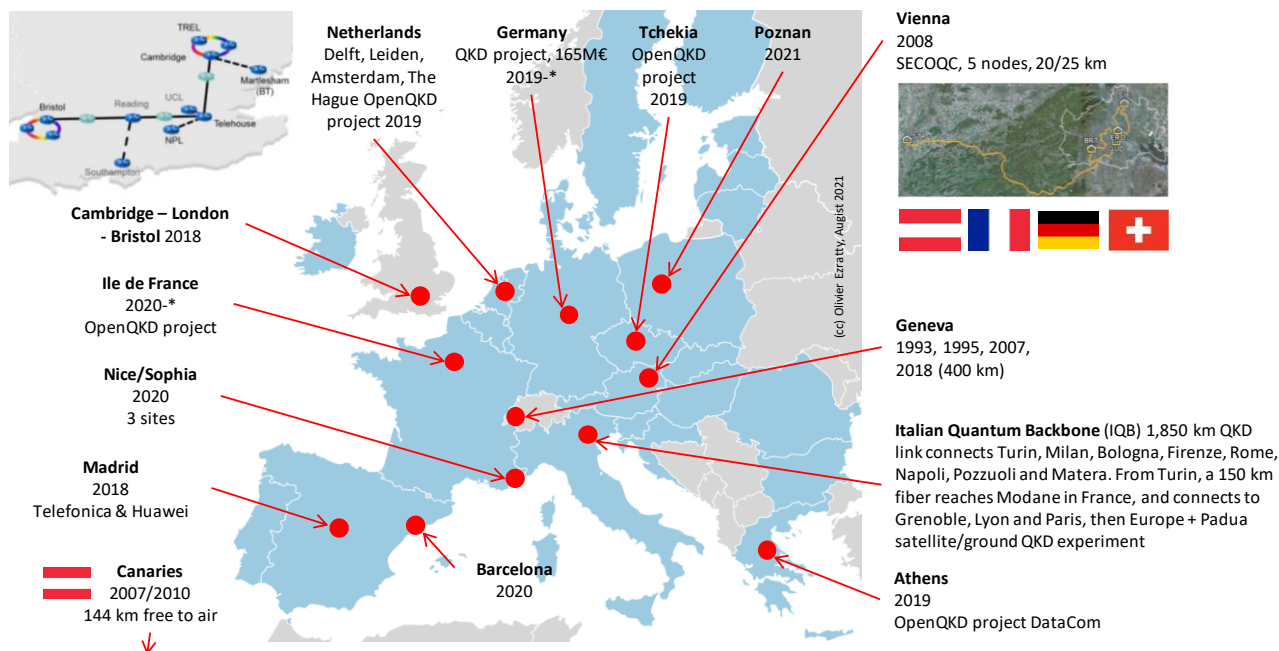 TREL
Cambridge
Martlesham
(BT)
Bristol
Reading
UCL
Telehouse
NPL
Southampton
Netherlands
Delft, Leiden,
Amsterdam, The
Hague OpenQKD
project 2019
Germany
QKD project, 165M€
2019-*
Tchekia
OpenQKD
project
2019
Poznan
2021
Vienna
2008
SECOQC, 5 nodes, 20/25 km
Cambridge – London
- Bristol 2018
Ile de France
2020-*
OpenQKD project
Nice/Sophia
2020
3 sites
Madrid
2018
Telefonica & Huawei
Canaries
2007/2010
144 km free to air
Barcelona
2020
(cc) Olivier Ezratty, Augist 2021
Geneva
1993, 1995, 2007,
2018 (400 km)
Italian Quantum Backbone (IQB) 1,850 km QKD
link connects Turin, Milan, Bologna, Firenze, Rome,
Napoli, Pozzuoli and Matera. From Turin, a 150 km
fiber reaches Modane in France, and connects to
Grenoble, Lyon and Paris, then Europe + Padua
satellite/ground QKD experiment
Athens
2019
OpenQKD project DataCom